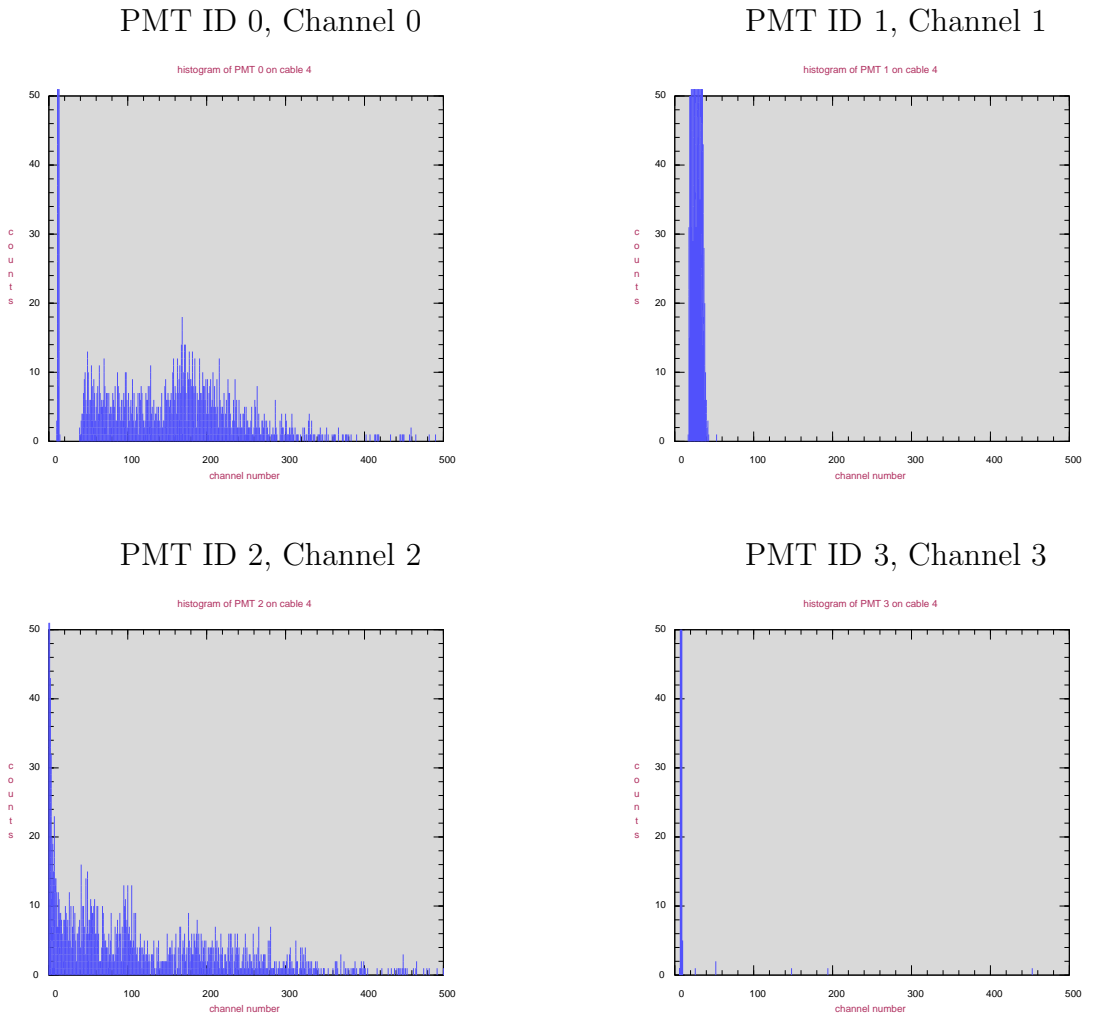 PMT ID 0, Channel 0
histogram of PMT 0 on cable 4
50
40
30
20
10
0
counts
0 100 200 300 400 500
channel number
PMT ID 1, Channel 1
histogram of PMT 1 on cable 4
50
40
30
20
10
0
counts
0 100 200 300 400 500
channel number
PMT ID 2, Channel 2
histogram of PMT 2 on cable 4
50
40
30
20
10
0
counts
0 100 200 300 400 500
channel number
PMT ID 3, Channel 3
histogram of PMT 3 on cable 4
50
40
30
20
10
0
counts
0 100 200 300 400 500
channel number